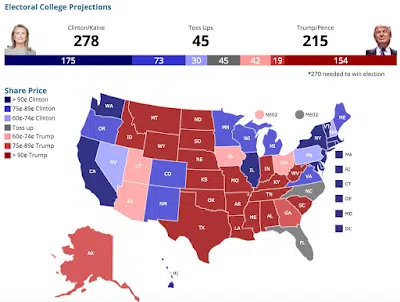 Electoral College Projections
Clinton/Kaine Toss Ups Trump/Pence
278 45 215
175 73 30 45 42 19 154
*270 needed to win election
Share Price
> 90¢ Clinton
75¢-89¢ Clinton
60¢-74¢ Clinton
Toss up
60¢-74¢ Trump
75¢-89¢ Trump
> 90¢ Trump
NE02 ME02
WA MT ND MN VT ME
OR ID SD WI MI NY
WY IA PA
NV NE IL IN OH
UT CO KS MO WV VA
CA KY
AZ NM OK AR TN NC
TX LA MS AL GA SC
FL
AK
HI
MA
RI
CT
DE
MD
DC